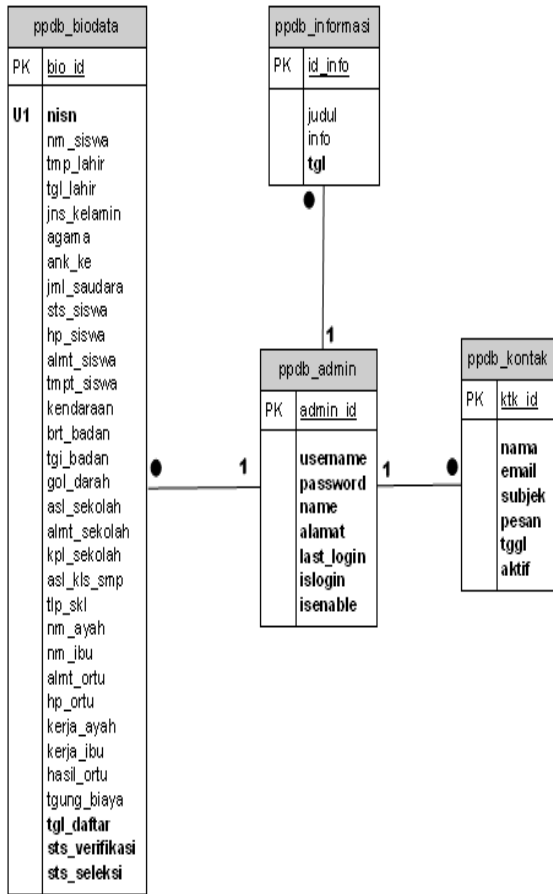 ppdb_biodata
PK bio_id
U1 nisn
nm_siswa
tmp_lahir
tgl_lahir
jns_kelamin
agama
ank_ke
jml_saudara
sts_siswa
hp_siswa
almt_siswa
tmpt_siswa
kendaraan
brt_badan
tgi_badan
gol_darah
asl_sekolah
almt_sekolah
kpl_sekolah
asl_kls_smp
tlp_skl
nm_ayah
nm_ibu
almt_ortu
hp_ortu
kerja_ayah
kerja_ibu
hasil_ortu
tgung_biaya
tgl_daftar
sts_verifikasi
sts_seleksi
ppdb_informasi
PK id_info
judul
info
tgl
1
ppdb_admin
PK admin_id
username
password
name
alamat
last_login
islogin
isenable
1
1
ppdb_kontak
PK ktk_id
nama
email
subjek
pesan
tggl
aktif